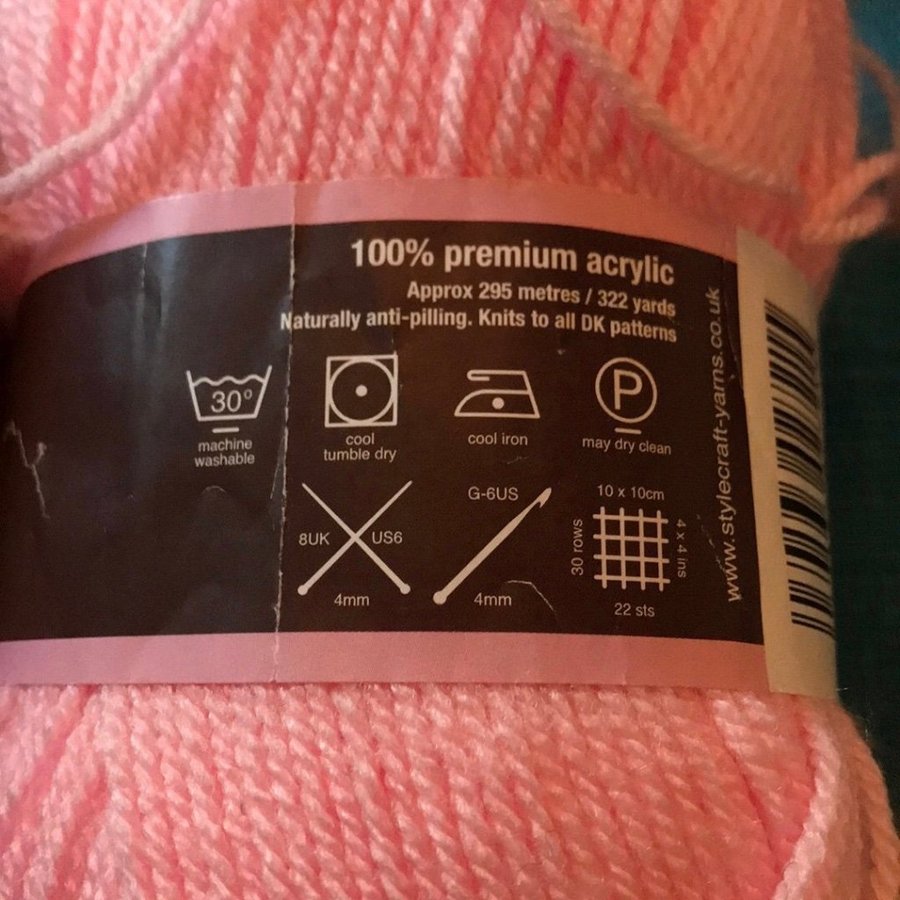 100% premium acrylic
Approx 295 metres / 322 yards
Naturally anti-pilling. Knits to all DK patterns
30°
machine
washable
cool
tumble dry
cool iron
P
may dry clean
8UK
US6
4mm
G-6US
4mm
10 x 10cm
30 rows
4 x 4 ins
22 sts
www.stylecraft-yarns.co.uk